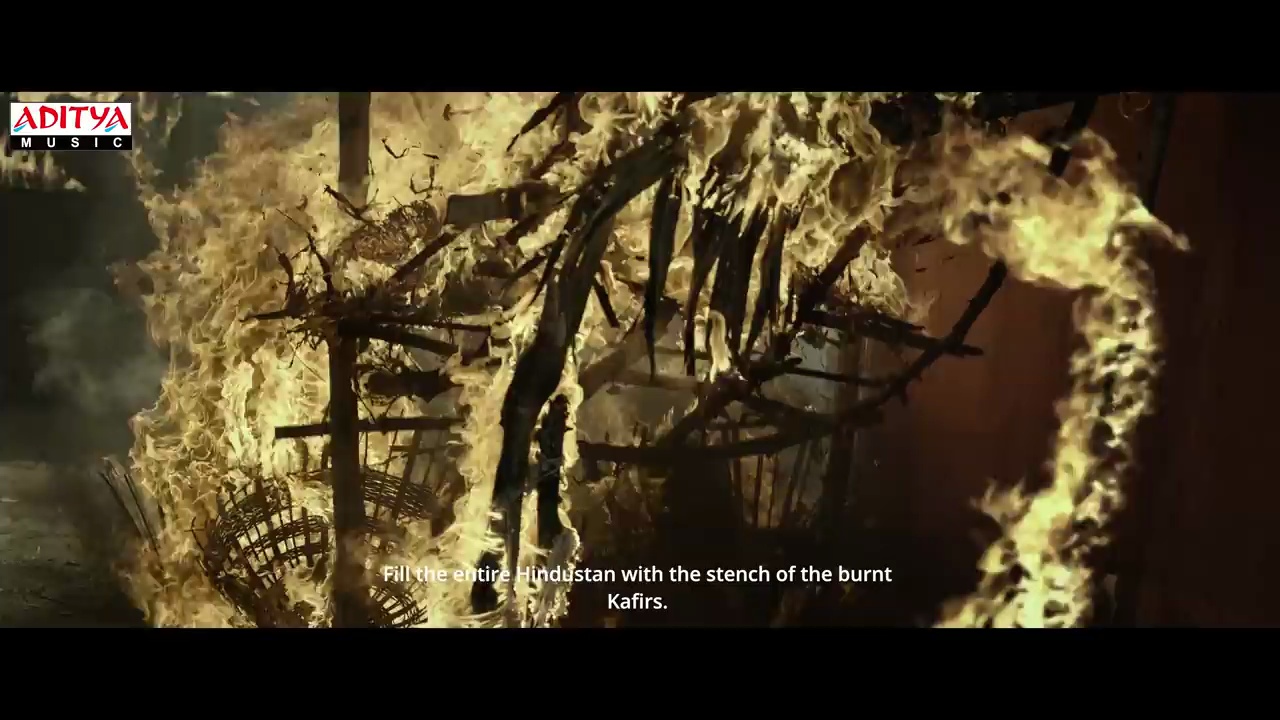 ADITYA
MUSIC
Fill the entire Hindustan with the stench of the burnt
Kafirs.